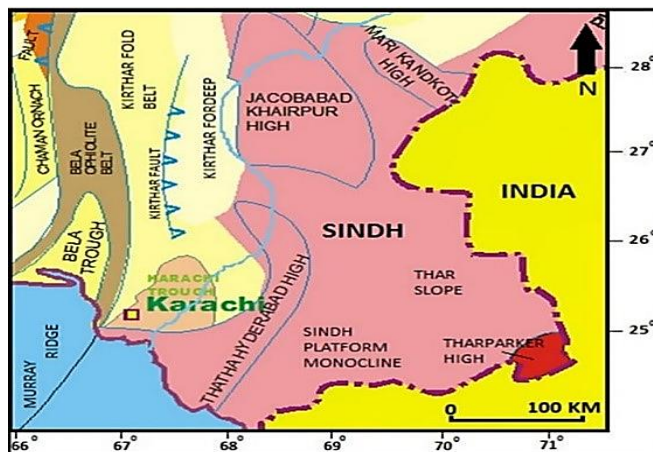 FAULT
CHAMAN ORNACH
BELA
OPHIOLITE
BELT
KIRTHAR FOLD
BELT
KIRTHAR FAULT
KIRTHAR FORDEEP
JACOBABAD
KHAIRPUR
HIGH
MARI KANDKOT
HIGH
N
28°
27°
26°
25°
INDIA
SINDH
BELA
TROUGH
HARACHI
TROUGH
Karachi
THATHA HYDERABAD HIGH
THAR
SLOPE
SINDH
PLATFORM
MONOCLINE
THARPARKER
HIGH
MURRAY
RIDGE
0 100 KM
66° 67° 68° 69° 70° 71°